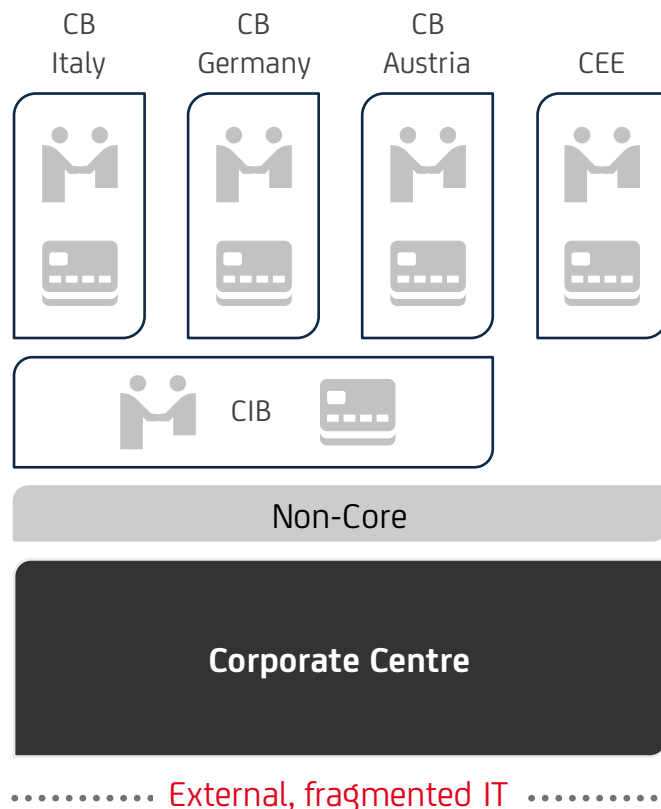 CB
Italy
CB
Germany
CB
Austria
CEE
CIB
Non-Core
Corporate Centre
External, fragmented IT